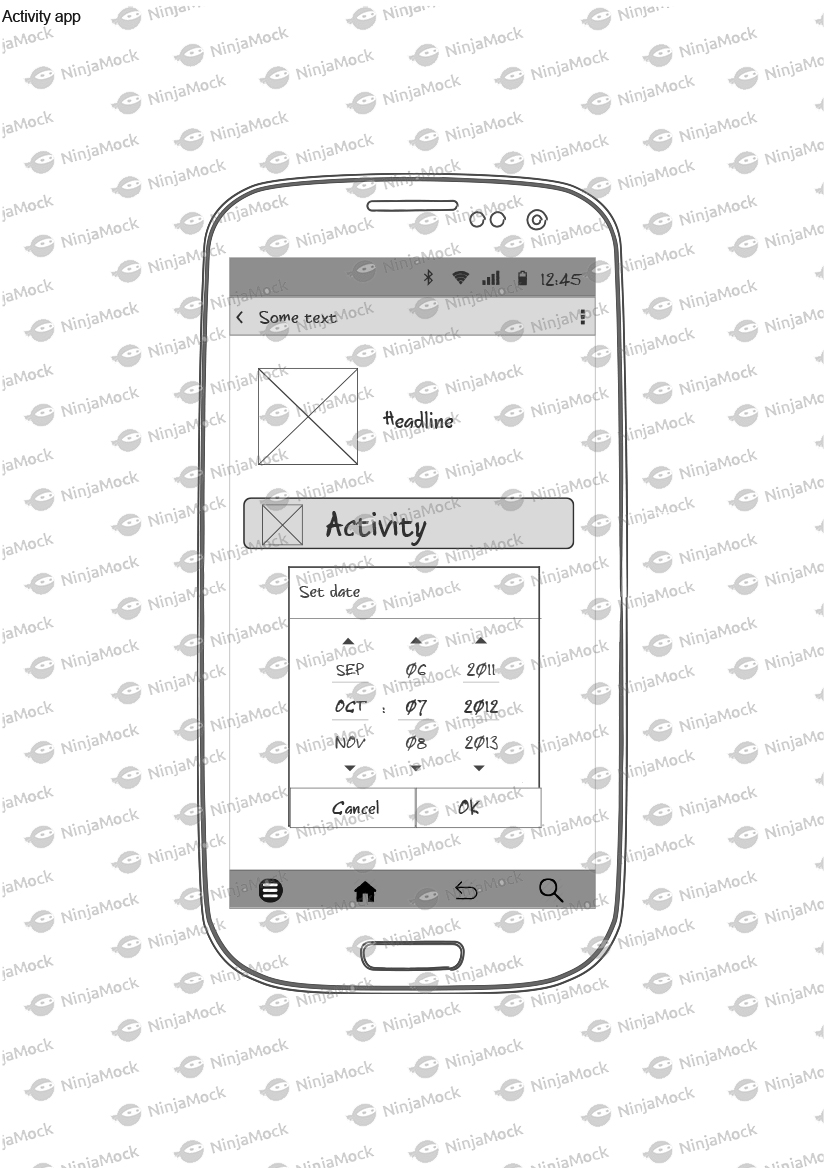 Activity app
12:45
Some text
Headline
Activity
Set date
SEP 06 2011
OCT : 07 2012
NOV 08 2013
Cancel OK
NinjaMock